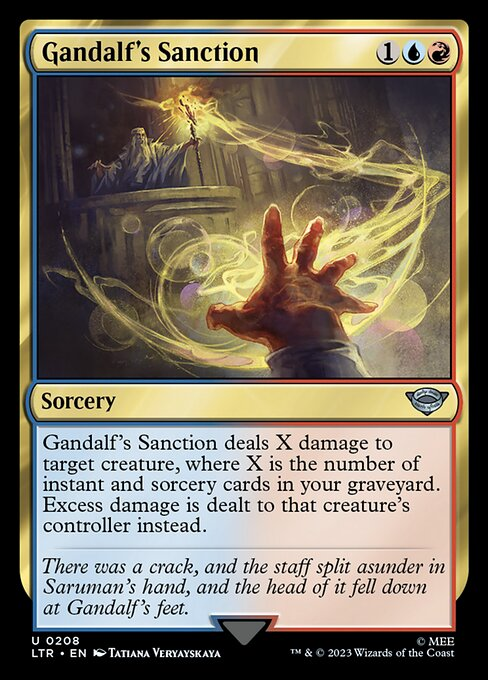 Gandalf's Sanction 1
Sorcery
Gandalf's Sanction deals X damage to
target creature, where X is the number of
instant and sorcery cards in your graveyard.
Excess damage is dealt to that creature's
controller instead.
There was a crack, and the staff split asunder in
Saruman's hand, and the head of it fell down
at Gandalf's feet.
U 0208
LTR • EN Tatiana Veryayskaya
© MEE
™ & © 2023 Wizards of the Coast